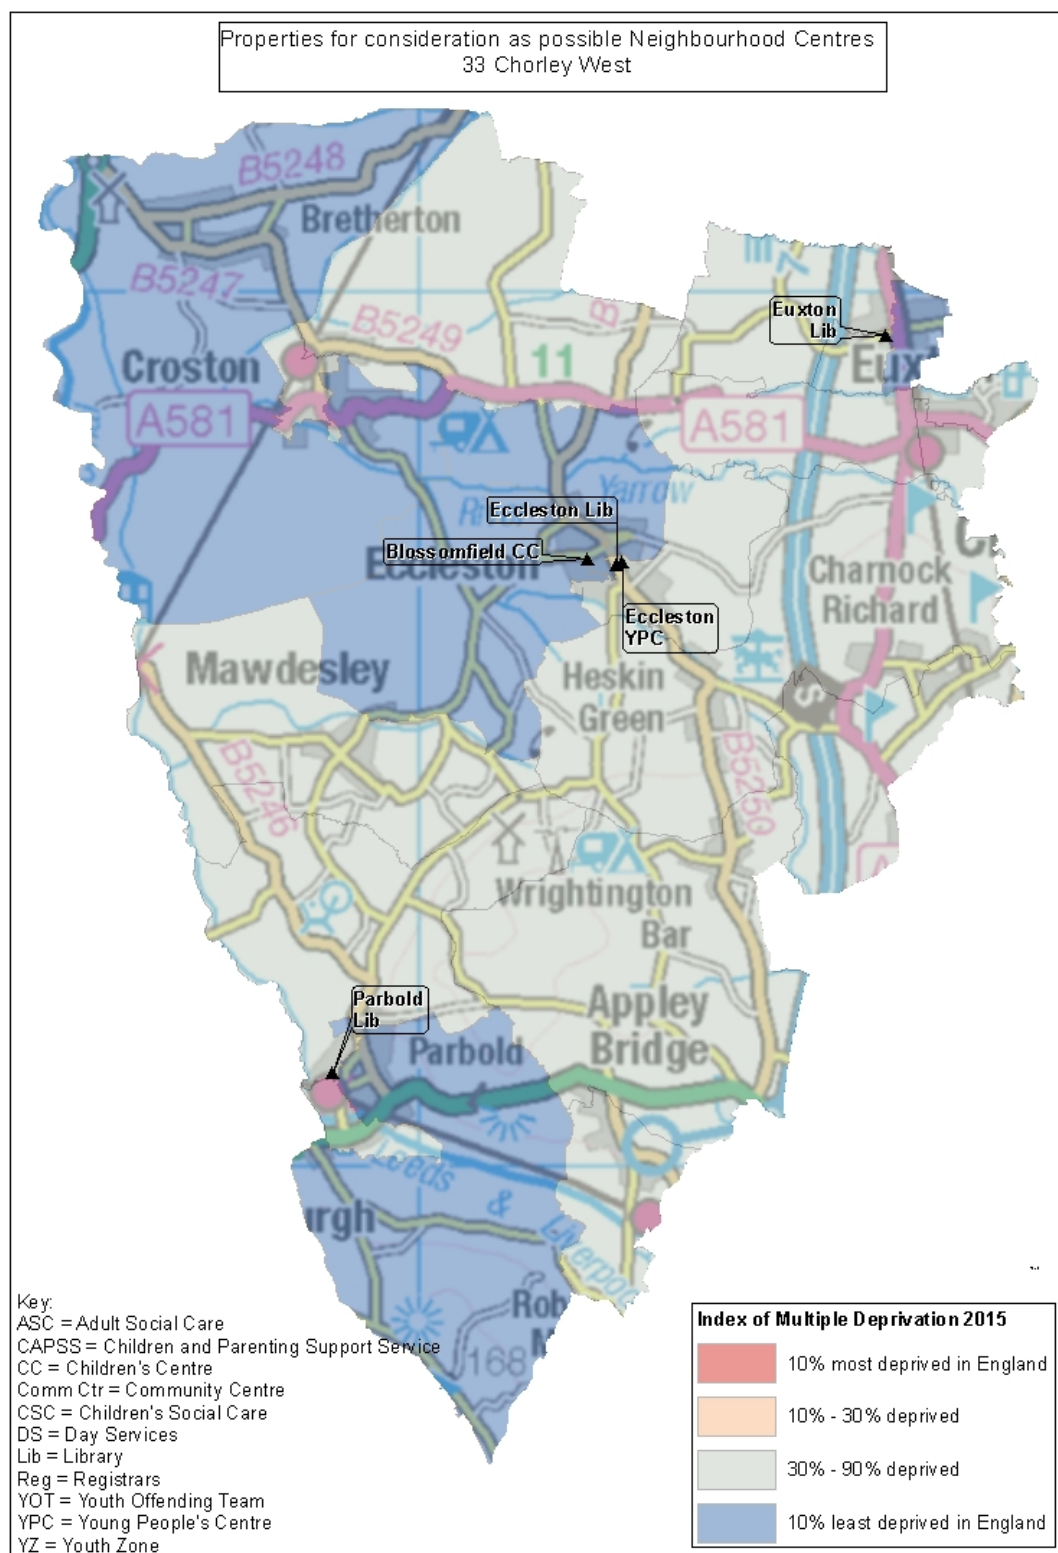 Properties for consideration as possible Neighbourhood Centres
33 Chorley West
B5248
Bretherton
B5247
B5249
Euxton
Lib
Croston
11
Eux
A581
A581
Yarrow
Eccleston Lib
Blossomfield CC
Eccleston
Charnock
Richard
Eccleston
YPC
Mawdesley
Heskin
Green
S
B5246
B5250
Wrightington
Bar
Parbold
Lib
Appley
Bridge
Parbold
Leeds
&
urgh
Rob
168
Key:
ASC = Adult Social Care
CAPSS = Children and Parenting Support Service
CC = Children's Centre
Comm Ctr = Community Centre
CSC = Children's Social Care
DS = Day Services
Lib = Library
Reg = Registrars
YOT = Youth Offending Team
YPC = Young People's Centre
YZ = Youth Zone
Index of Multiple Deprivation 2015
10% most deprived in England
10% - 30% deprived
30% - 90% deprived
10% least deprived in England